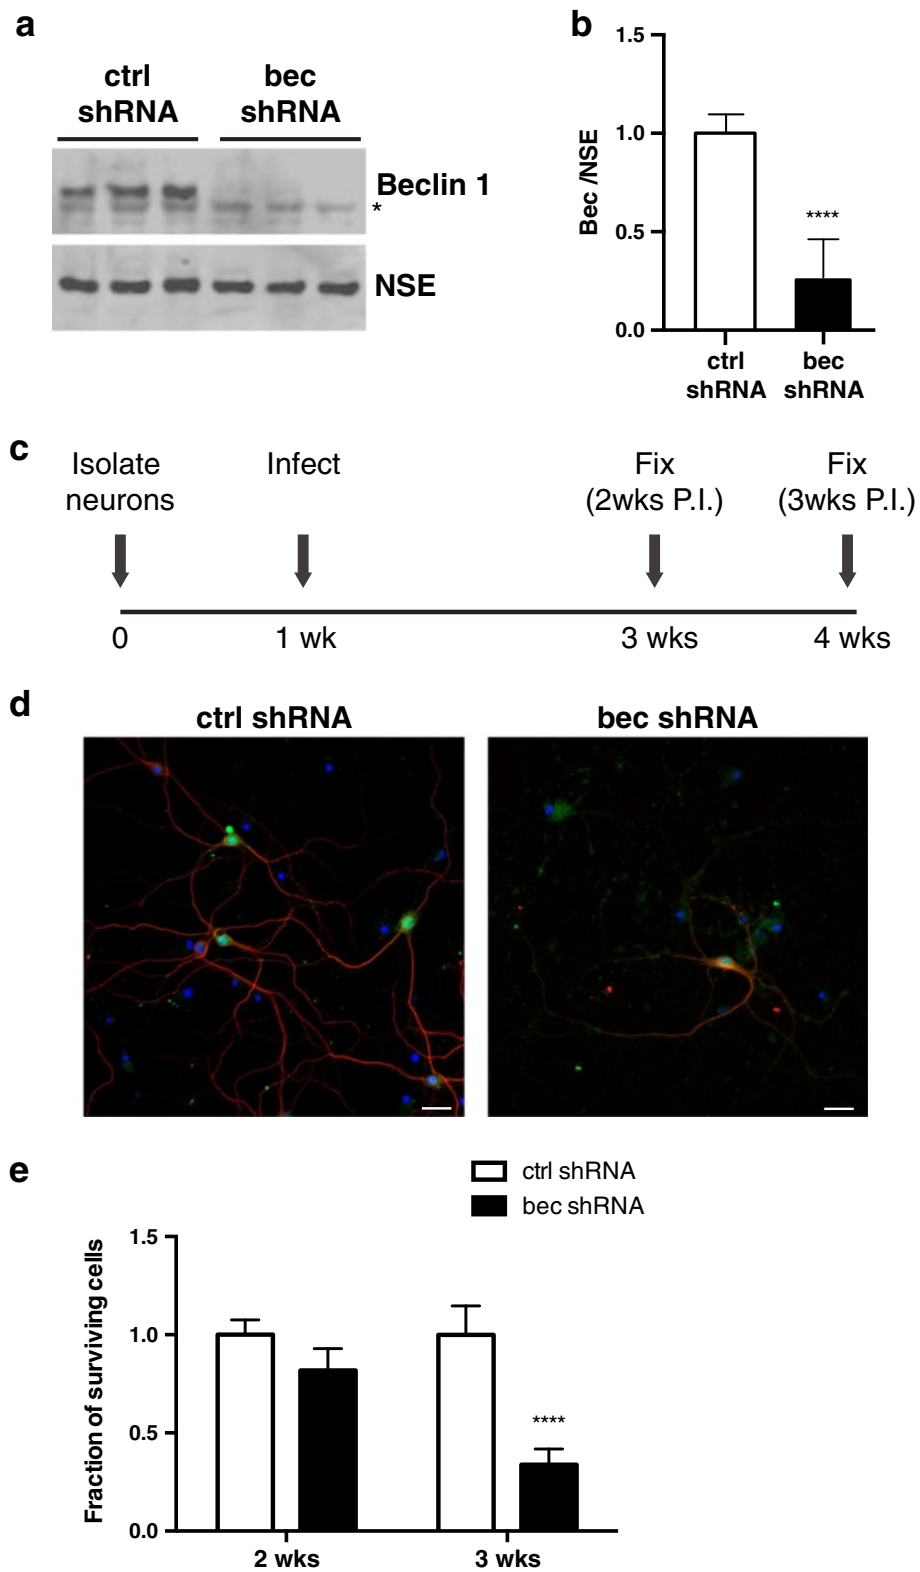 a
ctrl
shRNA
bec
shRNA
Beclin 1
*
NSE
b
Bec /NSE
1.5
1.0
0.5
0.0
****
ctrl
shRNA
bec
shRNA
c
Isolate
neurons
Infect
Fix
(2wks P.I.)
Fix
(3wks P.I.)
0
1 wk
3 wks
4 wks
d
ctrl shRNA
bec shRNA
e
ctrl shRNA
bec shRNA
Fraction of surviving cells
1.5
1.0
0.5
0.0
****
2 wks
3 wks